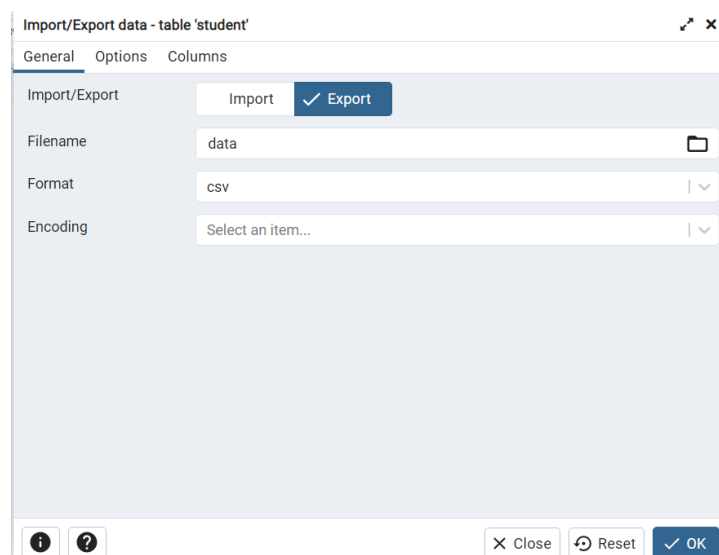 Import/Export data - table 'student'
General Options Columns
Import/Export Import Export
Filename data
Format csv
Encoding Select an item...
Close Reset OK